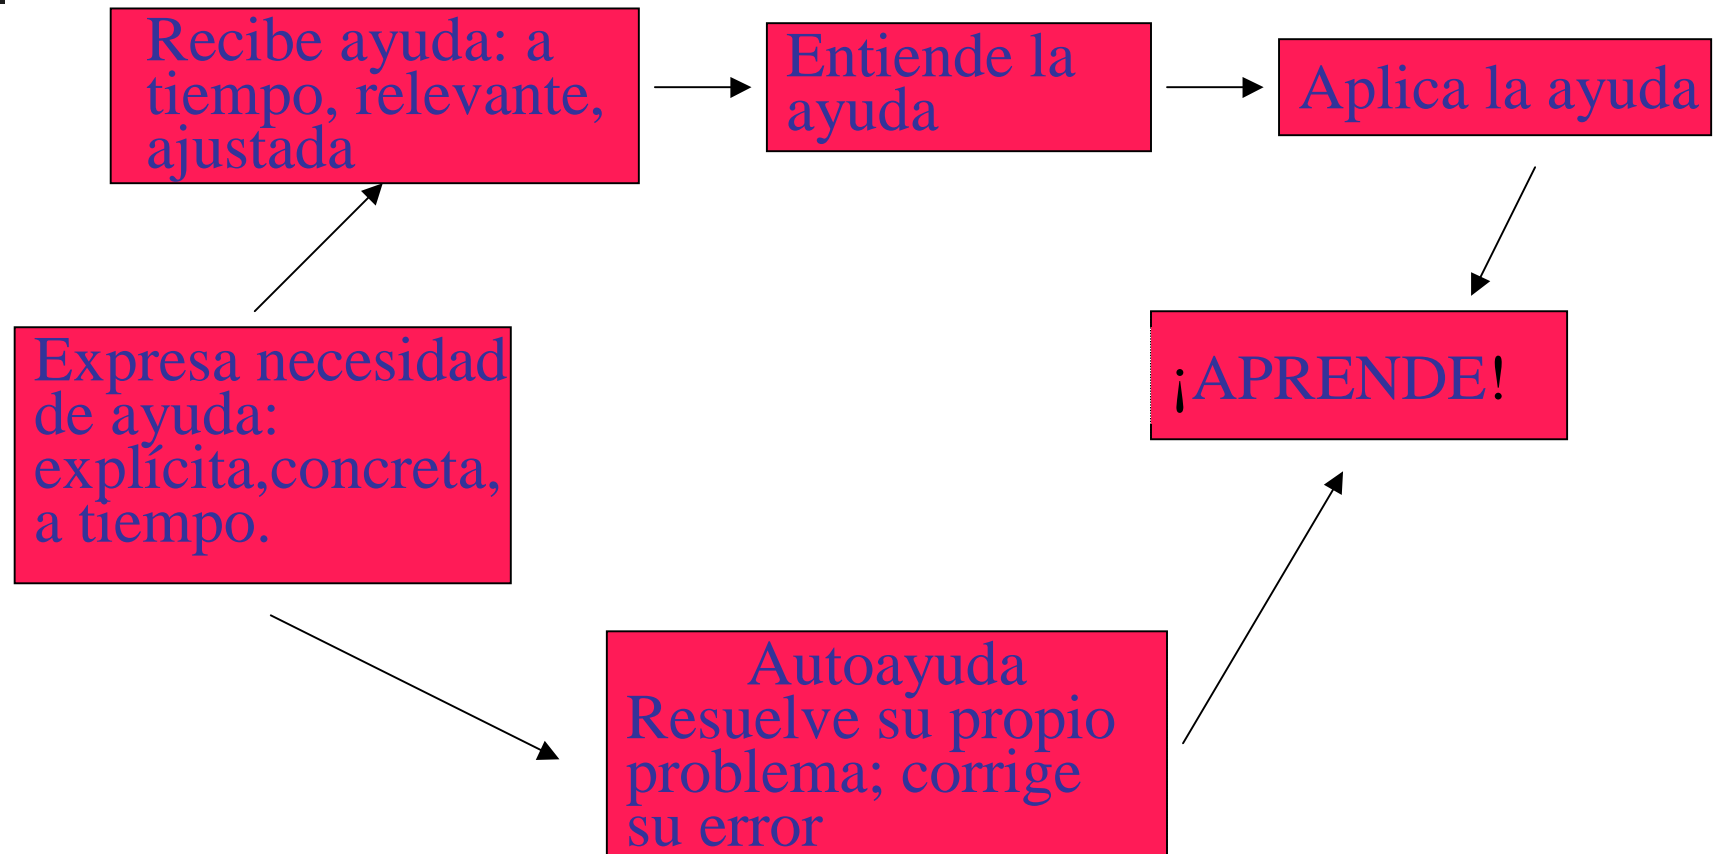 Recibe ayuda: a
tiempo, relevante,
ajustada
Entiende la
ayuda
Aplica la ayuda
Expresa necesidad
de ayuda:
explícita,concreta,
a tiempo.
¡APRENDE!
Autoayuda
Resuelve su propio
problema; corrige
su error